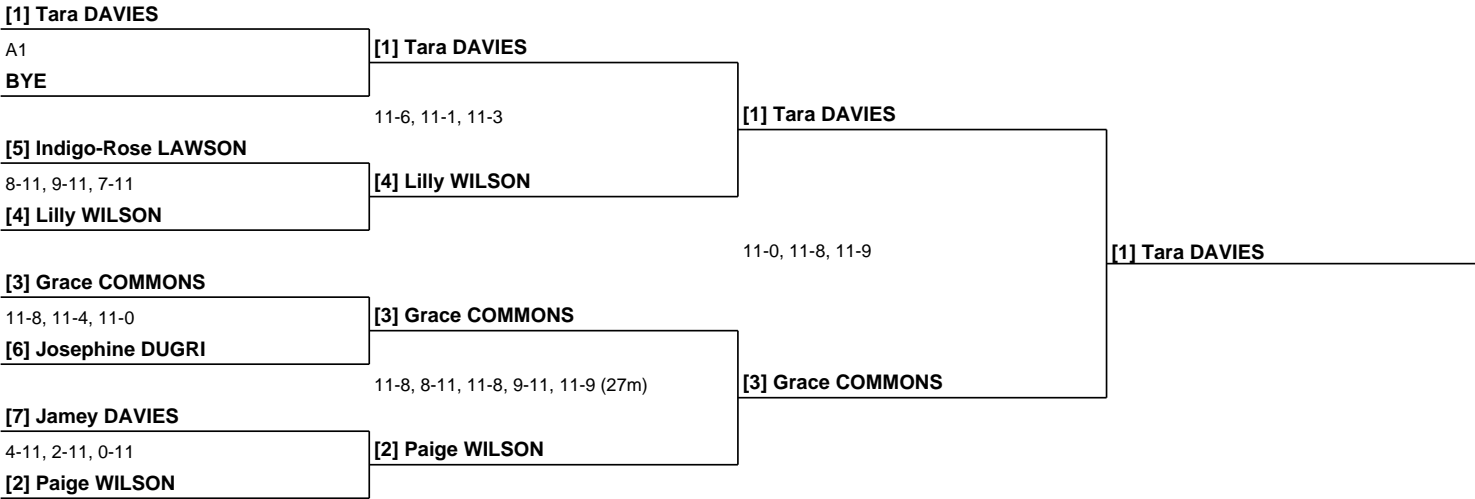 [1] Tara DAVIES
A1
BYE
[5] Indigo-Rose LAWSON
8-11, 9-11, 7-11
[4] Lilly WILSON
[3] Grace COMMONS
11-8, 11-4, 11-0
[6] Josephine DUGRI
[7] Jamey DAVIES
4-11, 2-11, 0-11
[2] Paige WILSON
[1] Tara DAVIES
11-6, 11-1, 11-3
[4] Lilly WILSON
[3] Grace COMMONS
11-8, 8-11, 11-8, 9-11, 11-9 (27m)
[2] Paige WILSON
[1] Tara DAVIES
11-0, 11-8, 11-9
[3] Grace COMMONS
[1] Tara DAVIES